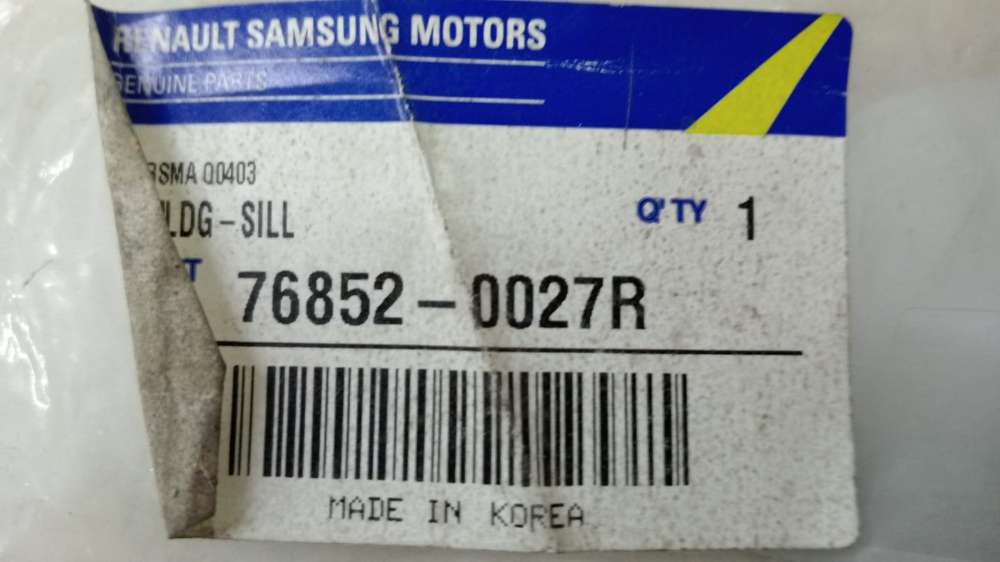 RENAULT SAMSUNG MOTORS
GENUINE PARTS
RSMA Q0403
LDG-SILL
Q'TY 1
T 76852-0027R
MADE IN KOREA